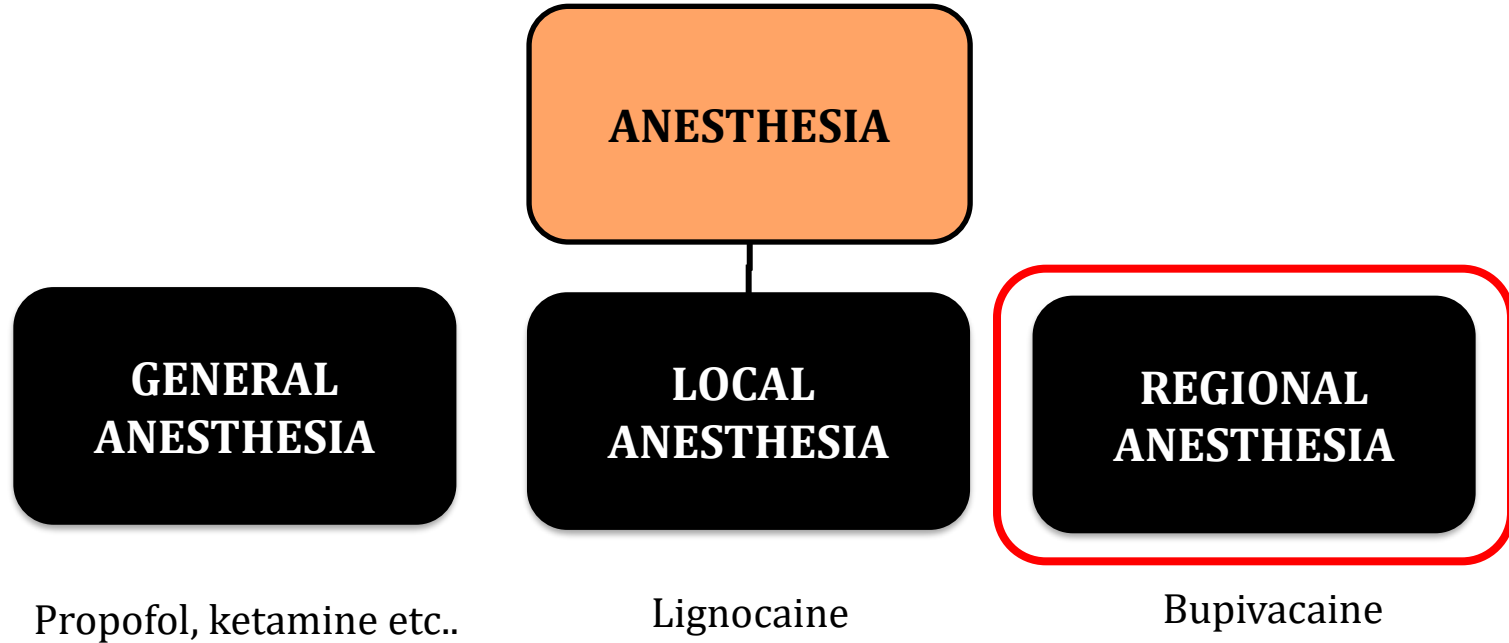 ANESTHESIA
GENERAL
ANESTHESIA
LOCAL
ANESTHESIA
REGIONAL
ANESTHESIA
Propofol, ketamine etc..
Lignocaine
Bupivacaine